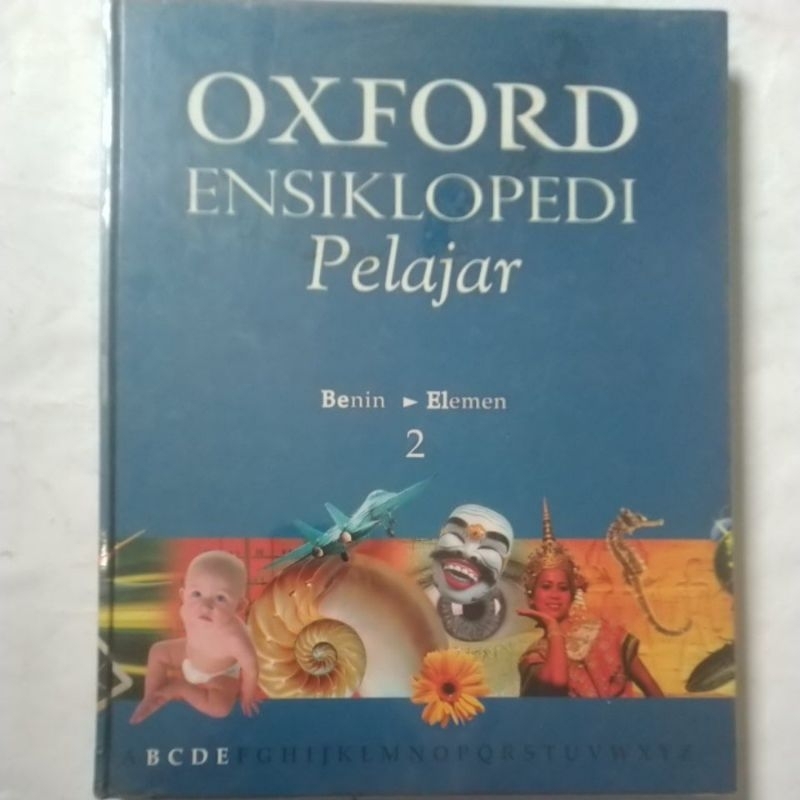 OXFORD
ENSIKLOPEDI
Pelajar
Benin ► Elemen
2
ABCDEFGHIJKLMNOPQRSTUVWXYZ